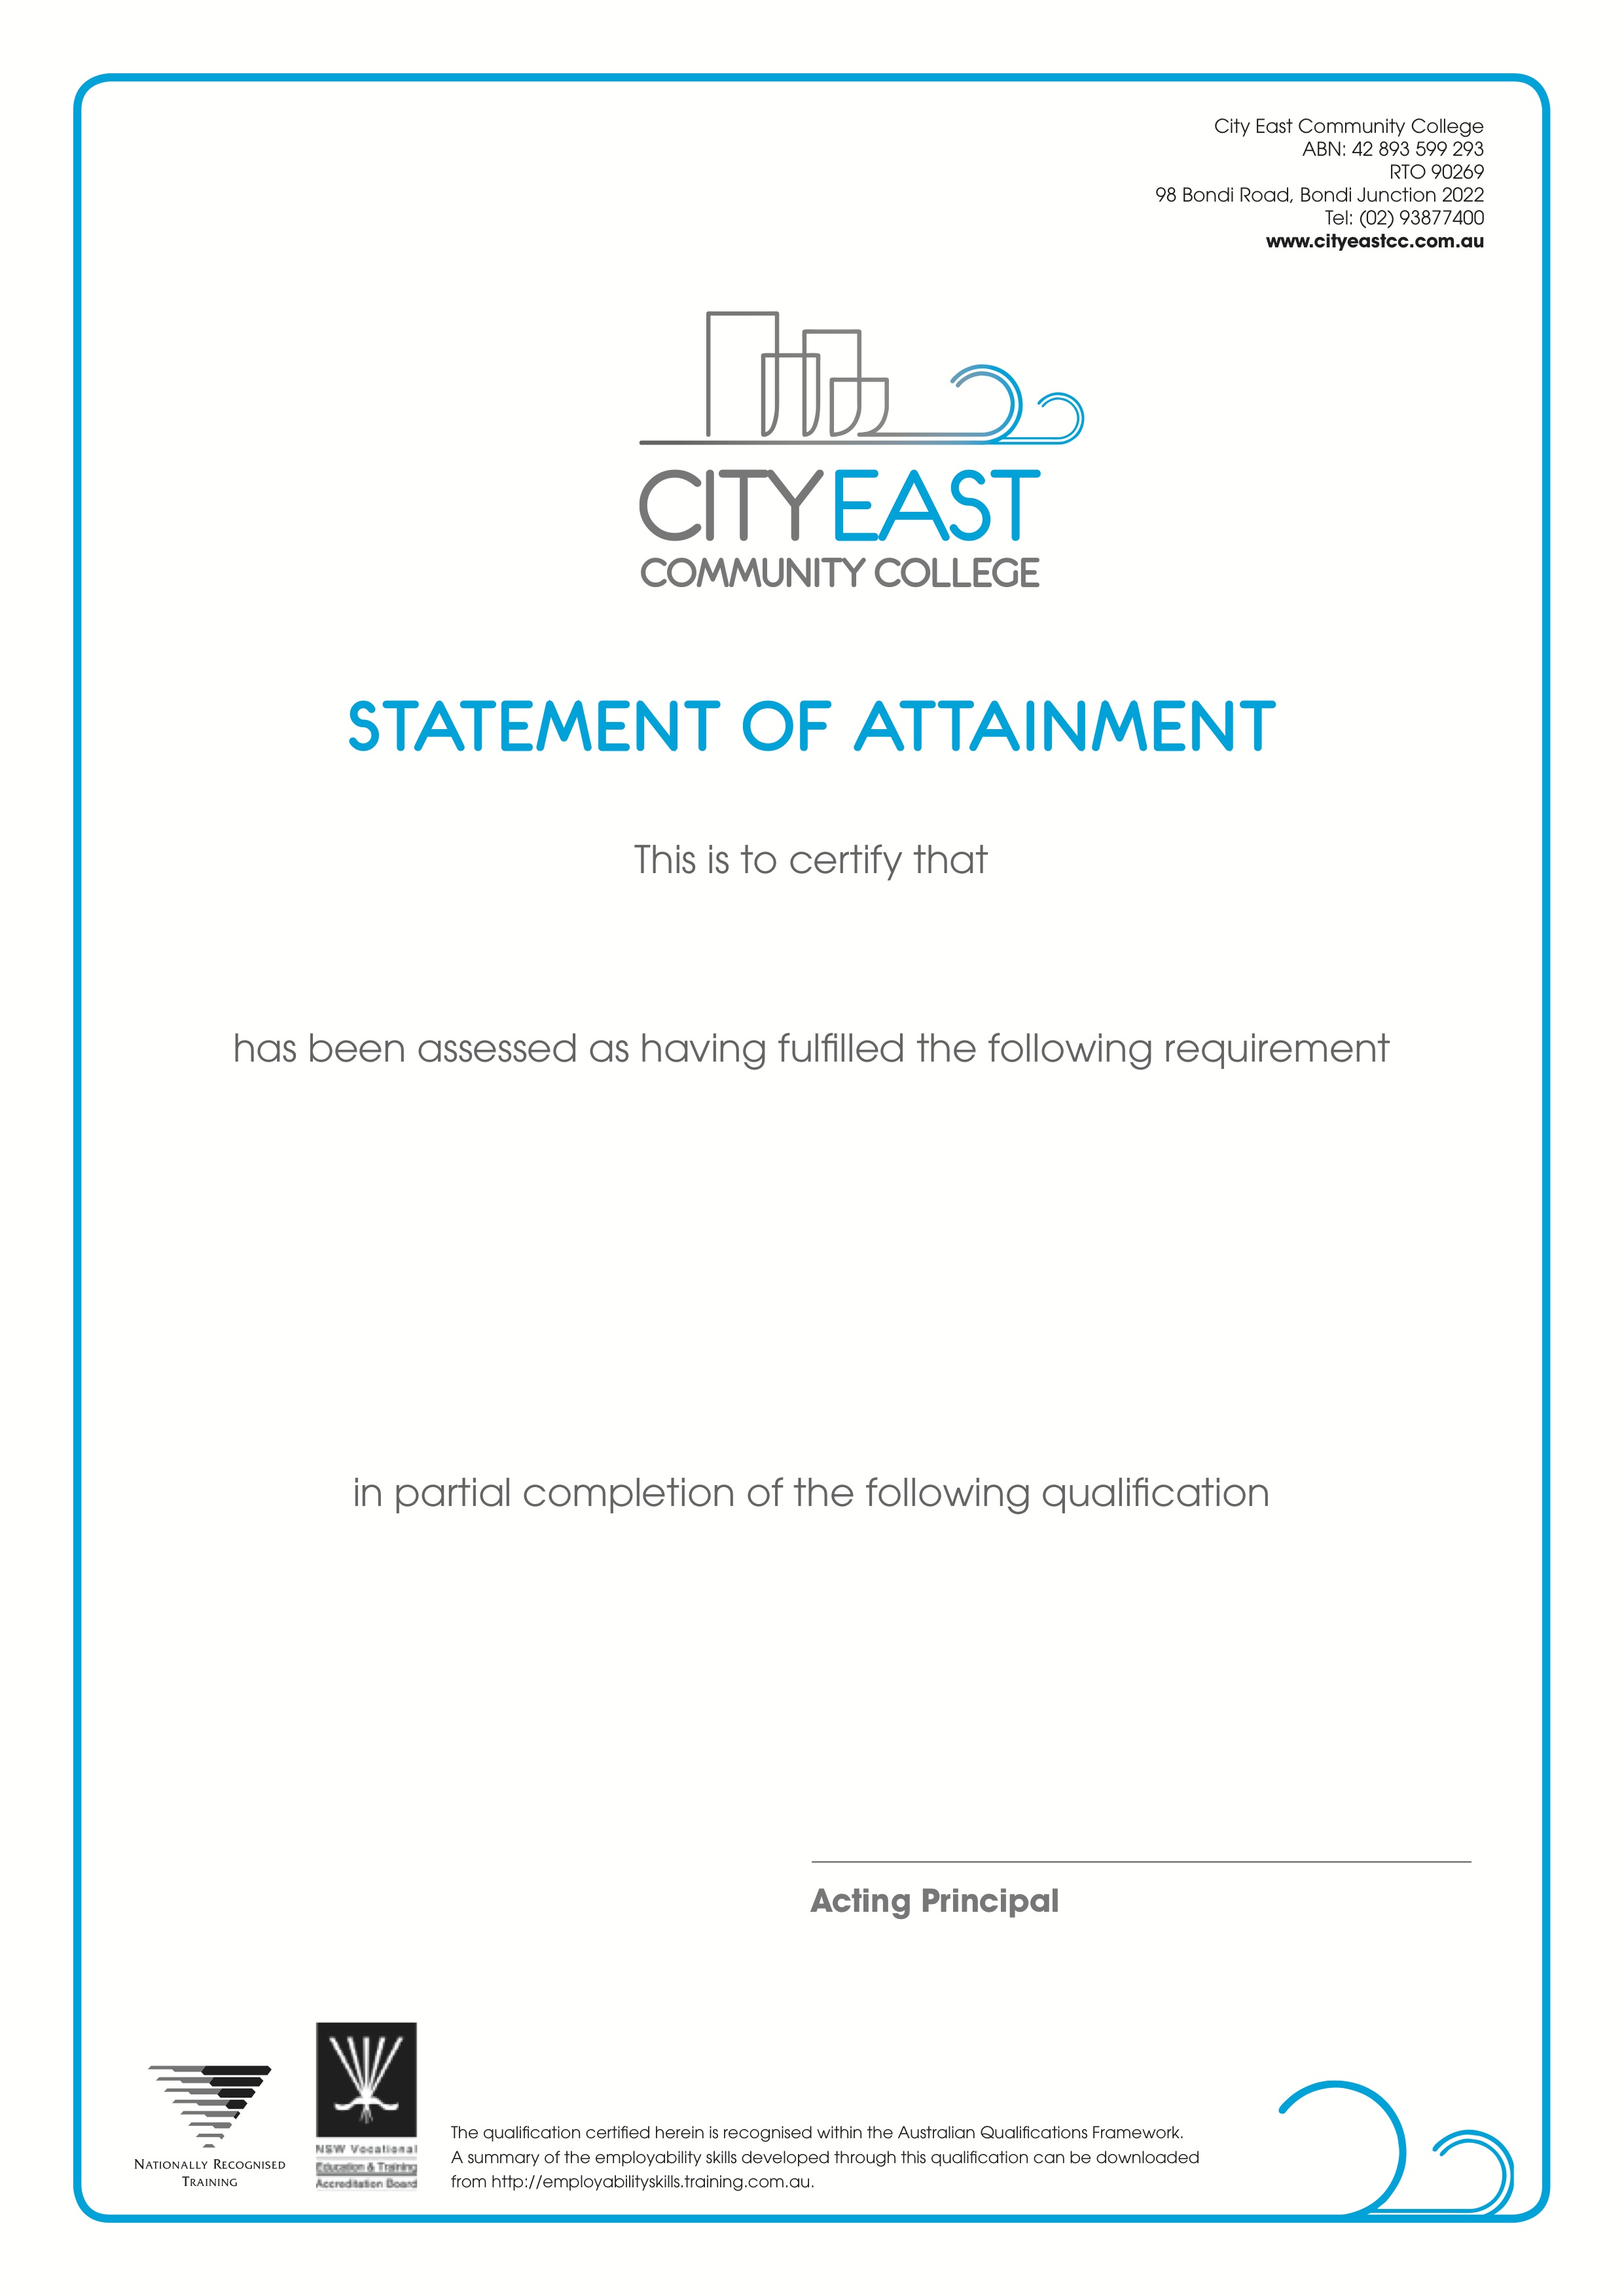 City East Community College
ABN: 42 893 599 293
RTO 90269
98 Bondi Road, Bondi Junction 2022
Tel: (02) 93877400
www.cityeastcc.com.au
CITYEAST
COMMUNITY COLLEGE
STATEMENT OF ATTAINMENT
This is to certify that
has been assessed as having fulfilled the following requirement
in partial completion of the following qualification
Acting Principal
NATIONALLY RECOGNISED
TRAINING
NSW Vocational
Education & Training
Accreditation Board
The qualification certified herein is recognised within the Australian Qualifications Framework.
A summary of the employability skills developed through this qualification can be downloaded
from http://employabilityskills.training.com.au.